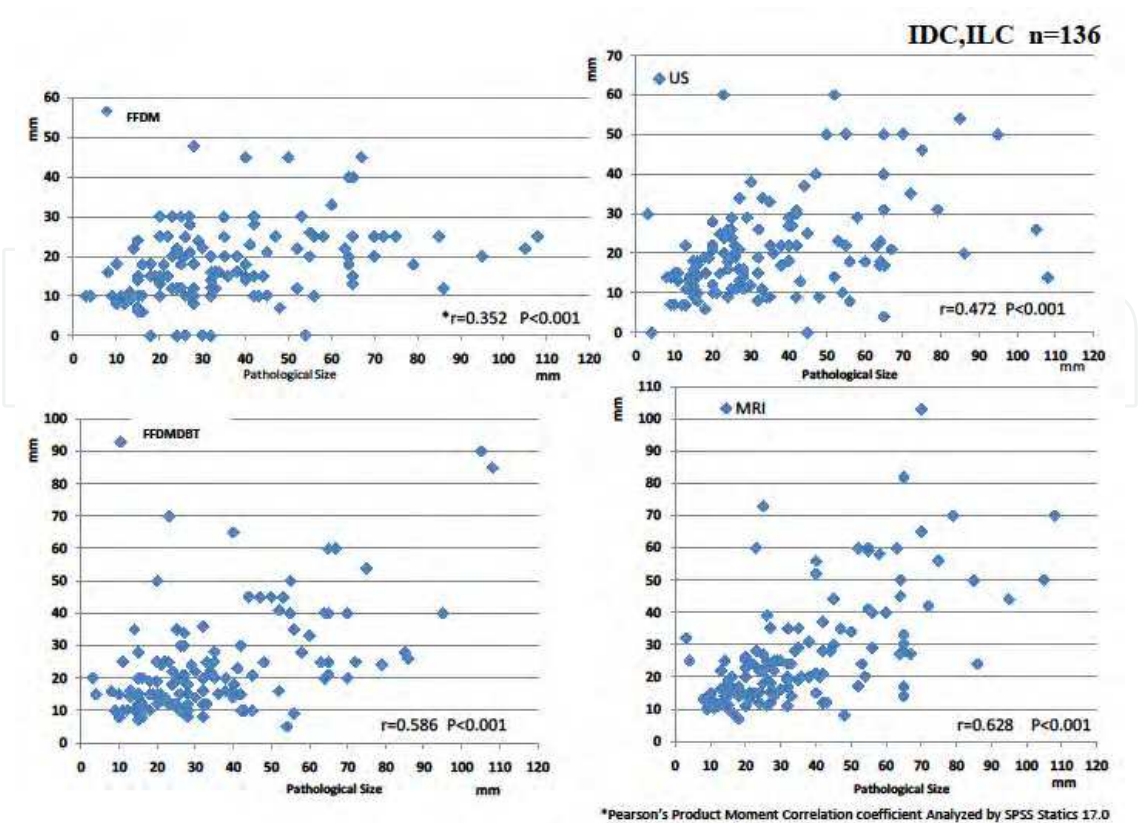 IDC,ILC n=136
mm
60
50
40
30
20
10
0
FFDM
*r=0.352 P<0.001
0 10 20 30 40 50 60 70 80 90 100 110 120
Pathological Size
mm
mm
70
60
50
40
30
20
10
0
US
r=0.472 P<0.001
0 10 20 30 40 50 60 70 80 90 100 110 120
Pathological Size
mm
mm
100
90
80
70
60
50
40
30
20
10
0
FFDMDBT
r=0.586 P<0.001
0 10 20 30 40 50 60 70 80 90 100 110 120
Pathological Size
mm
mm
110
100
90
80
70
60
50
40
30
20
10
0
MRI
r=0.628 P<0.001
0 10 20 30 40 50 60 70 80 90 100 110 120
Pathological Size
mm
*Pearson's Product Moment Correlation coefficient Analyzed by SPSS Statics 17.0